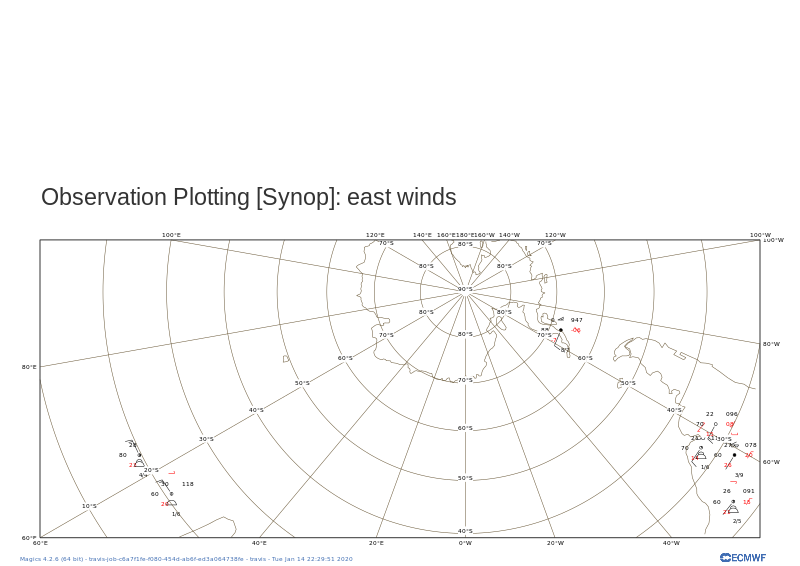 Observation Plotting [Synop]: east winds
100°E 120°E 140°E 160°E 180°E 160°W 140°W 120°W 100°W
100°W
70°S 80°S 70°S
80°S 80°S
90°S
80°S 80°S
947
-06
70°S 80°S 70°S
60°S 60°S
80°W
80°E
70°S
50°S 50°S
40°S 40°S
22 096
60°S
70 0
30°S 30°S
078
70
80 60
20°S 60°W
50°S
1/6
3/9
30 118
60
26 091
10°S 60
1/6
2/5
40°S
60°E 40°E 20°E 0°W 20°W 40°W
Magics 4.2.6 (64 bit) - travis-job-c6a7f1fe-f080-454d-ab6f-ed3a064738fe - travis - Tue Jan 14 22:29:51 2020
ECMWF